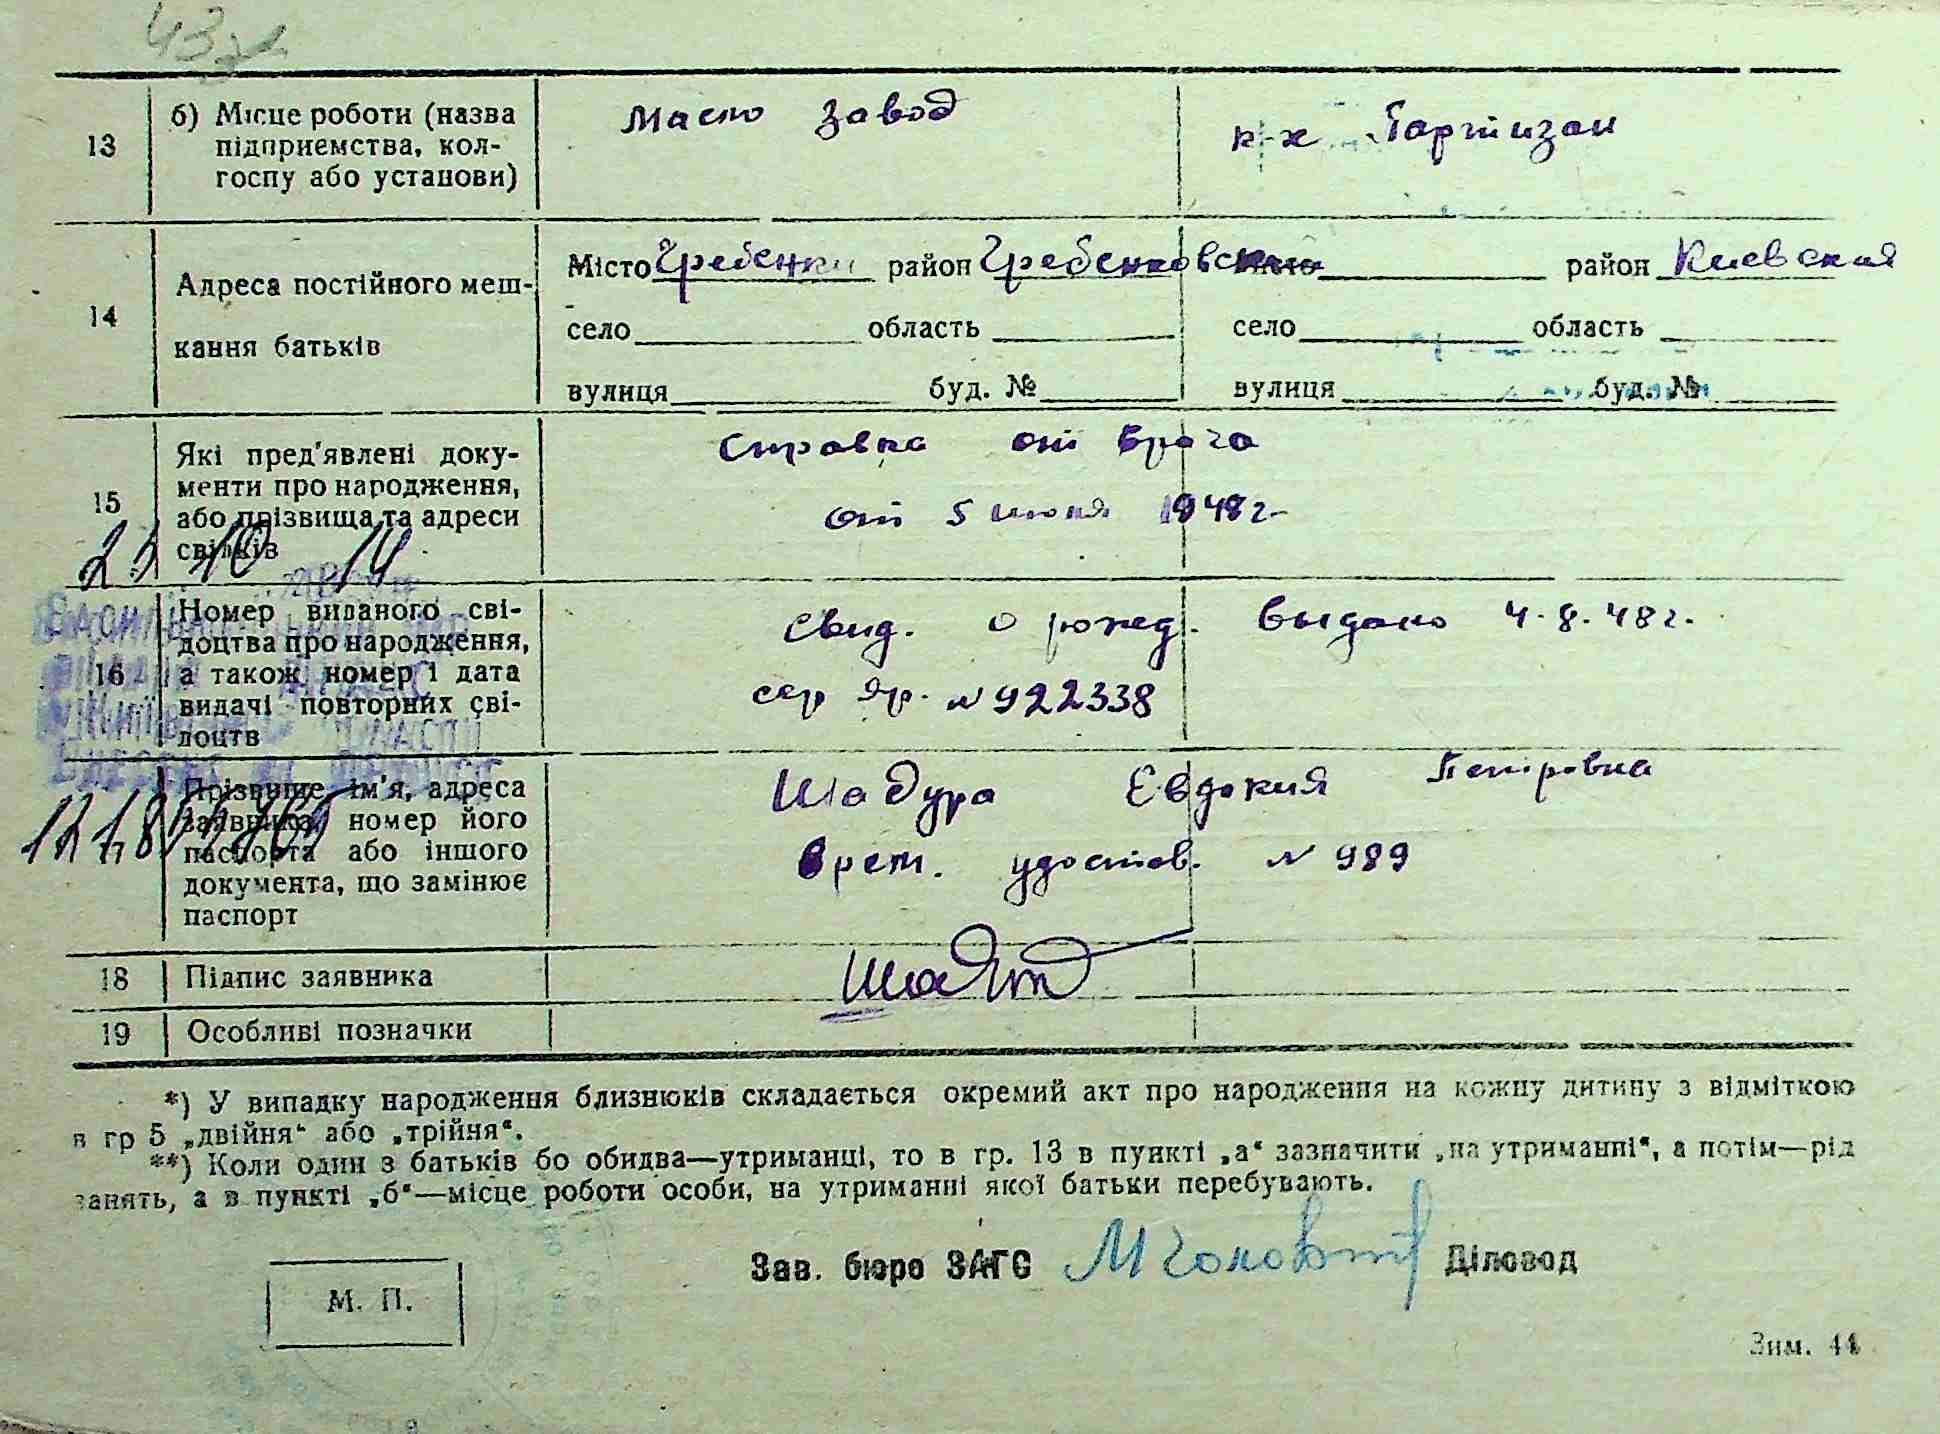 13
б) Місце роботи (назва
підприємства, кол-
госпу або установи)
Масло завод
к-х Партизан
14
Адреса постійного меш-
кання батьків
Місто Гребенки район Гребенковский
район Киевская
село область
село область
вулиця буд. №
вулиця буд. №
15
Які пред'явлені доку-
менти про народження,
або прізвища та адреси
свідків
Справка от врача
от 5 июня 1948 г-
23 10 14
16
Номер виданого сві-
доцтва про народження,
а також номер і дата
видачі повторних сві-
доцтв
Свид. о рожед. выдано 4.8.48 г.
сер яр. N 922338
Прізвище, ім'я, адреса
заявника, номер його
паспорта або іншого
документа, що замінює
паспорт
Шадура Евдокия Петровна
врем. удостов. N 989
18
Підпис заявника
19
Особливі позначки
*) У випадку народження близнюків складається окремий акт про народження на кожну дитину з відміткою
в гр 5 „двійня“ або „трійня“.
**) Коли один з батьків бо обидва—утриманці, то в гр. 13 в пункті „а“ зазначити „на утриманні“, а потім—рід
занять, а в пункті „б“—місце роботи особи, на утриманні якої батьки перебувають.
Зав. бюро ЗАГС Діловод
М. П.
Зим. 44